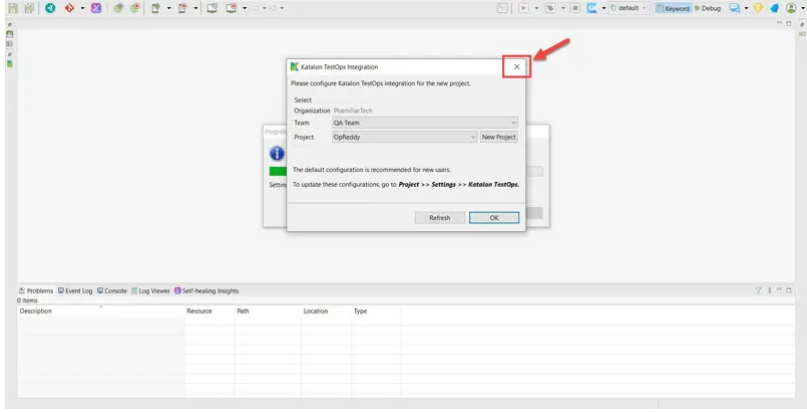 default
Keyword
Debug
Katalon TestOps Integration
Please configure Katalon TestOps integration for the new project.
Select
Organization PhamiliarTech
Team QA Team
Project OpReddy New Project
The default configuration is recommended for new users.
To update these configurations, go to Project >> Settings >> Katalon TestOps.
Refresh OK
Problems Event Log Console Log Viewer Self-healing Insights
0 items
Description Resource Path Location Type